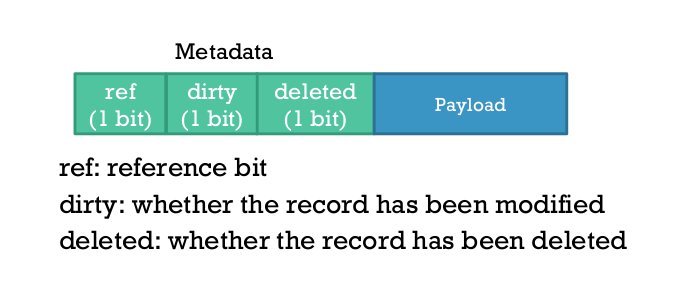 Metadata
ref dirty deleted Payload
(1 bit) (1 bit) (1 bit)
ref: reference bit
dirty: whether the record has been modified
deleted: whether the record has been deleted